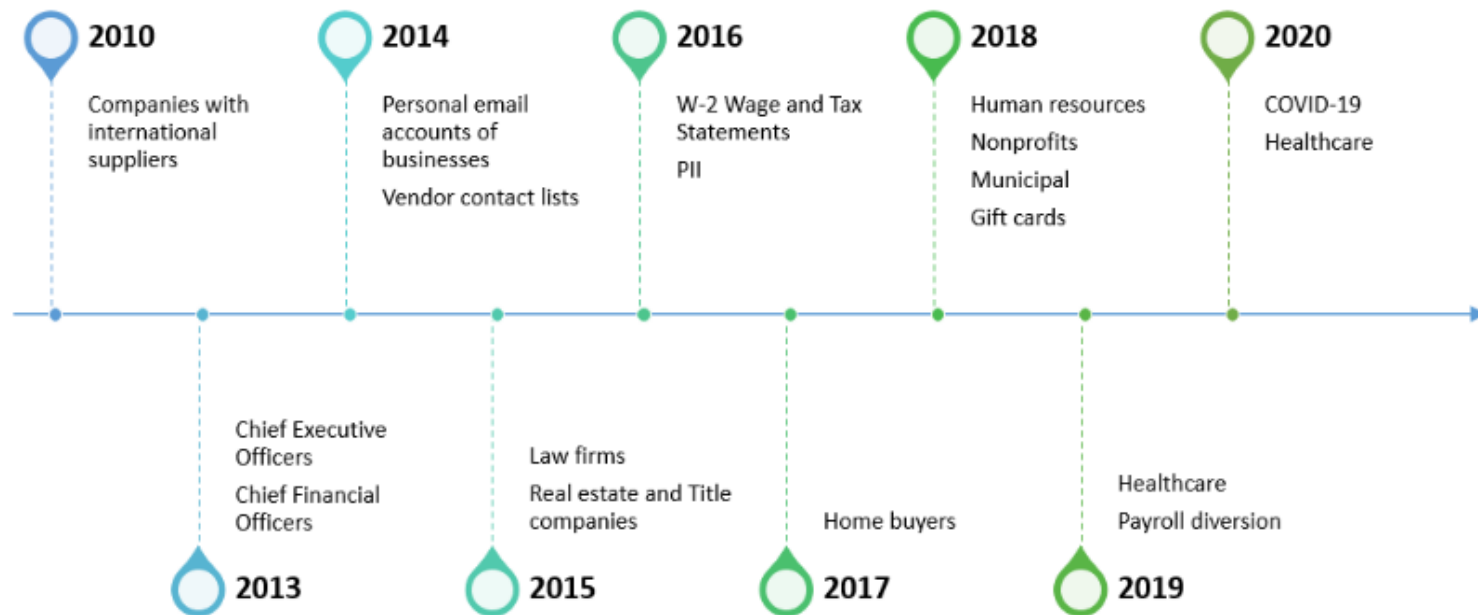 2010
Companies with
international
suppliers
2014
Personal email
accounts of
businesses
Vendor contact lists
2016
W-2 Wage and Tax
Statements
PII
2018
Human resources
Nonprofits
Municipal
Gift cards
2020
COVID-19
Healthcare
Chief Executive
Officers
Chief Financial
Officers
2013
Law firms
Real estate and Title
companies
2015
Home buyers
2017
Healthcare
Payroll diversion
2019